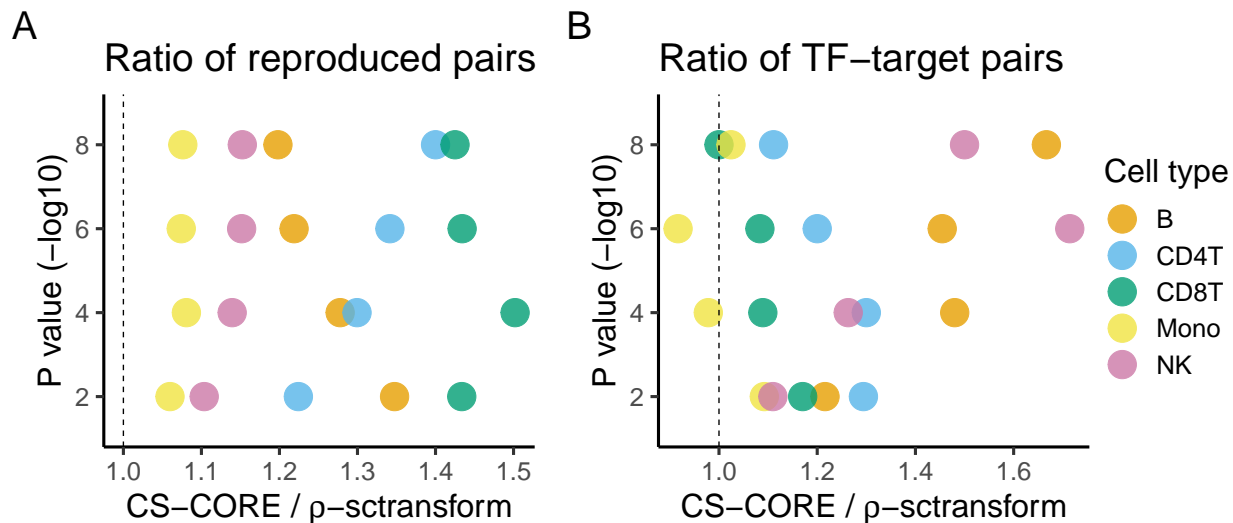 A
Ratio of reproduced pairs
P value (−log10)
8
6
4
2
1.0 1.1 1.2 1.3 1.4 1.5
CS−CORE / ρ−sctransform
B
Ratio of TF−target pairs
P value (−log10)
8
6
4
2
1.0 1.2 1.4 1.6
CS−CORE / ρ−sctransform
Cell type
B
CD4T
CD8T
Mono
NK